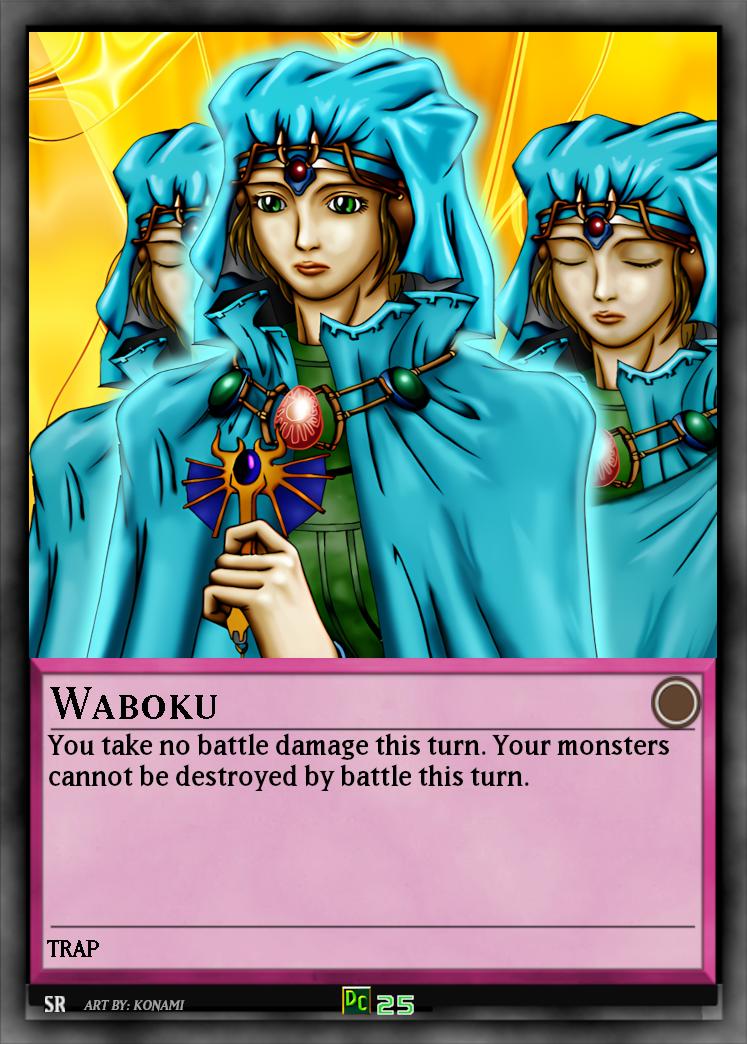 WABOKU
You take no battle damage this turn. Your monsters
cannot be destroyed by battle this turn.
TRAP
SR ART BY: KONAMI DC 25